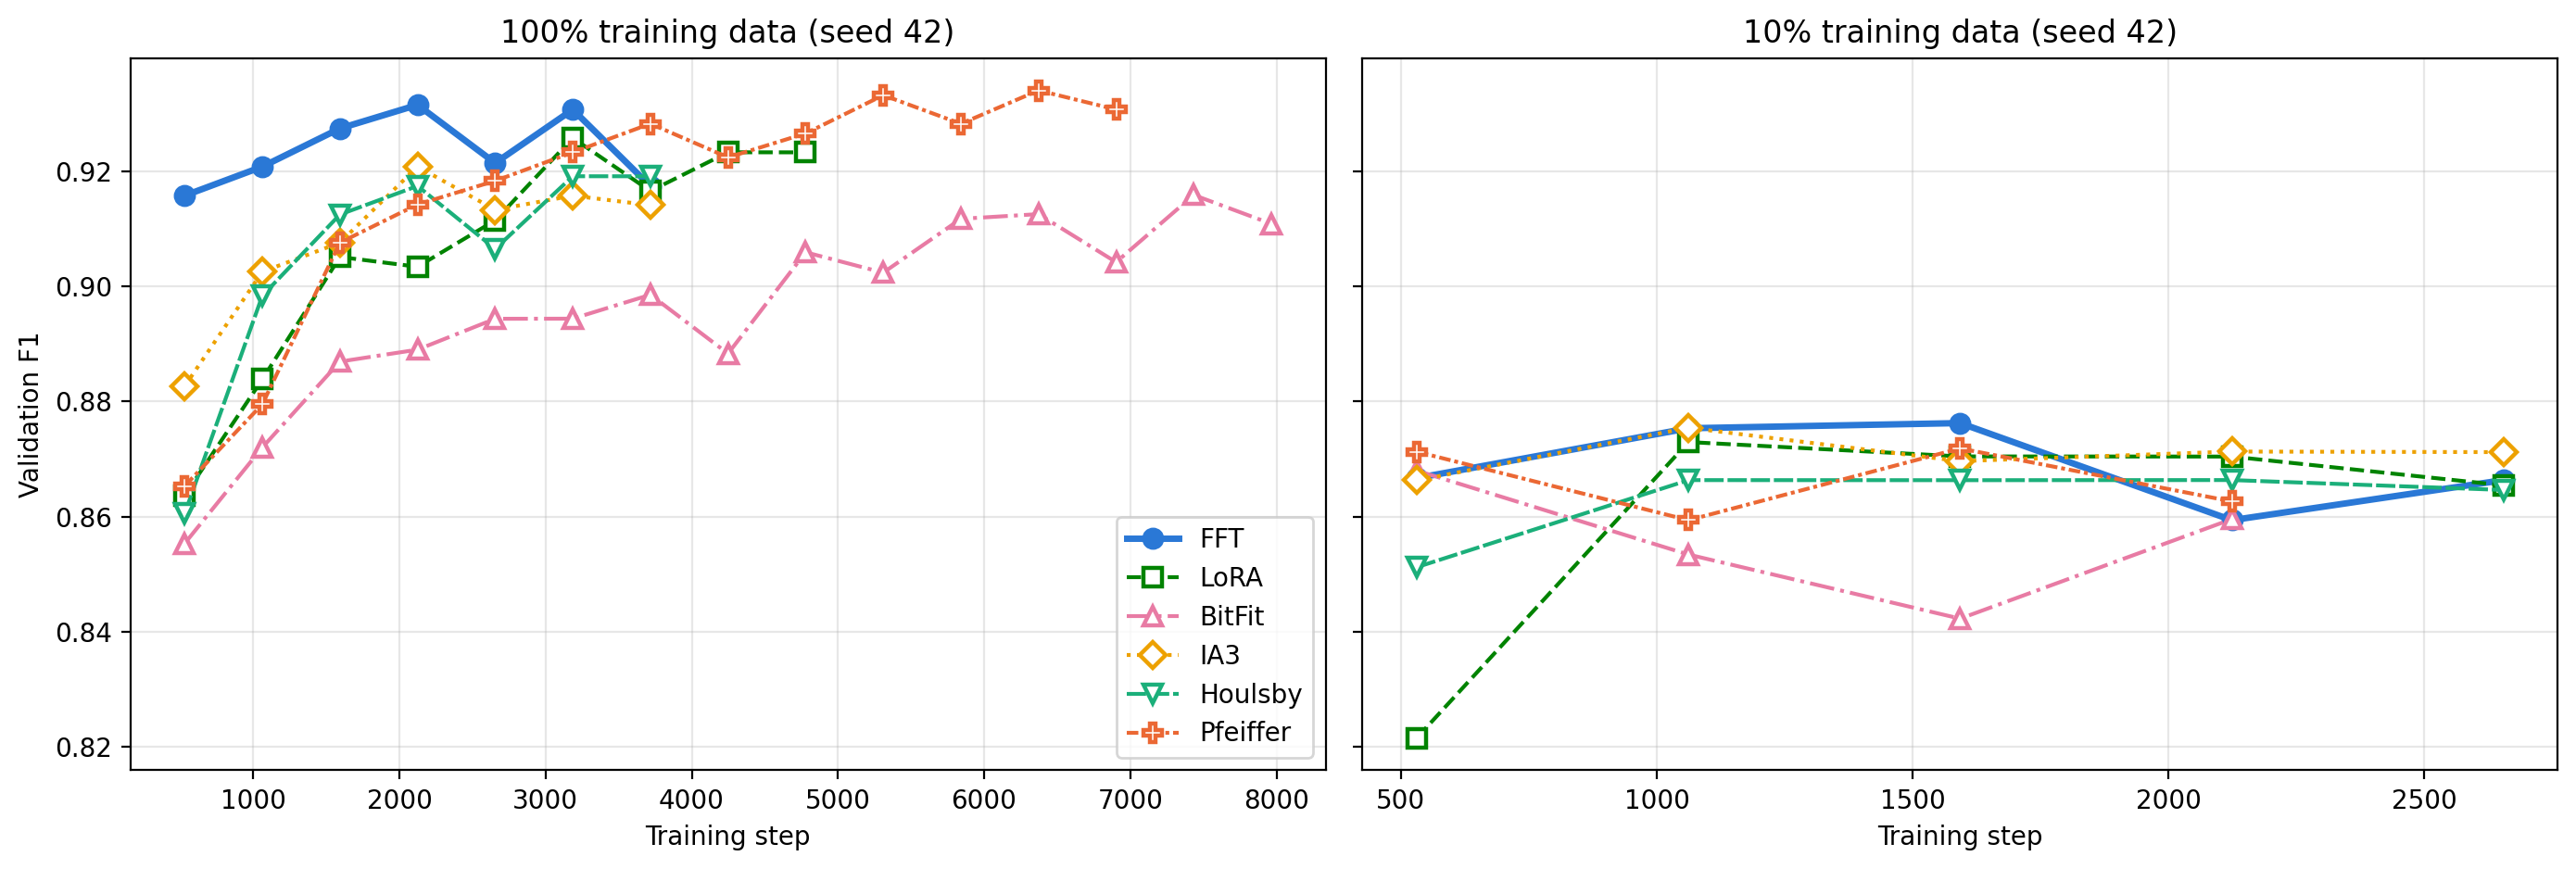 100% training data (seed 42)
10% training data (seed 42)
Validation F1
0.92
0.90
0.88
0.86
0.84
0.82
FFT
LoRA
BitFit
IA3
Houlsby
Pfeiffer
1000 2000 3000 4000 5000 6000 7000 8000
500 1000 1500 2000 2500
Training step
Training step